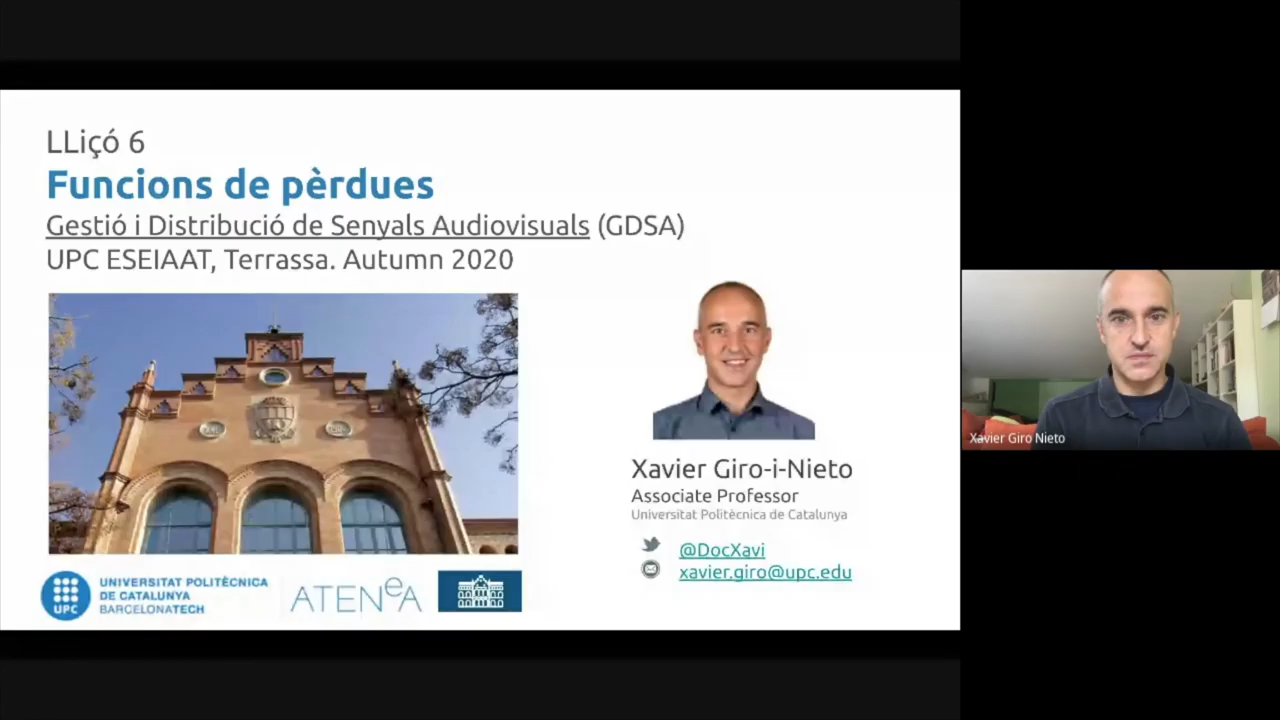 LLiçó 6
Funcions de pèrdues
Gestió i Distribució de Senyals Audiovisuals (GDSA)
UPC ESEIAAT, Terrassa. Autumn 2020
Xavier Giro-i-Nieto
Associate Professor
Universitat Politècnica de Catalunya
@DocXavi
xavier.giro@upc.edu
UPC
UNIVERSITAT POLITÈCNICA
DE CATALUNYA
BARCELONATECH
ATENeA
Xavier Giro Nieto